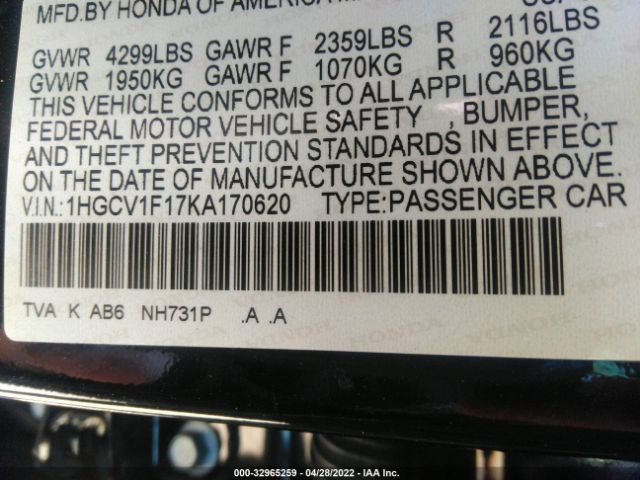 MFD.BY HONDA OF AMERICA
GVWR 4299LBS GAWR F 2359LBS R 2116LBS
GVWR 1950KG GAWR F 1070KG R 960KG
THIS VEHICLE CONFORMS TO ALL APPLICABLE
FEDERAL MOTOR VEHICLE SAFETY , BUMPER,
AND THEFT PREVENTION STANDARDS IN EFFECT
ON THE DATE OF MANUFACTURE SHOWN ABOVE.
V.I.N.:1HGCV1F17KA170620 TYPE:PASSENGER CAR
TVA K AB6 NH731P .A .A
000-32965259 04/28/2022 - IAA Inc.